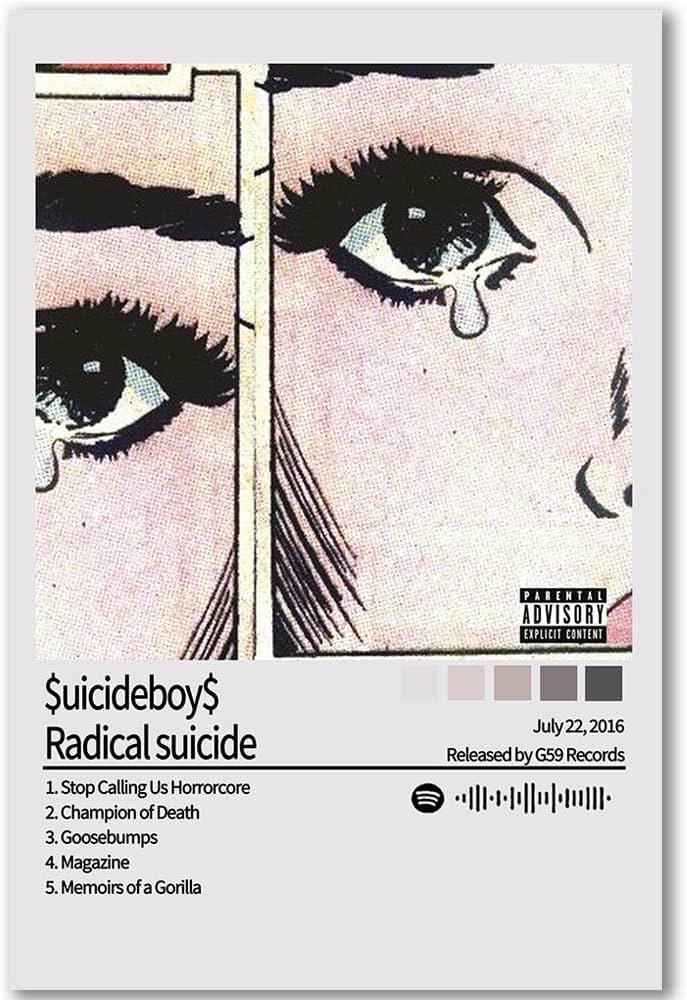 PARENTAL
ADVISORY
EXPLICIT CONTENT
$uicideboy$
Radical suicide
July 22, 2016
Released by G59 Records
1. Stop Calling Us Horrorcore
2. Champion of Death
3. Goosebumps
4. Magazine
5. Memoirs of a Gorilla